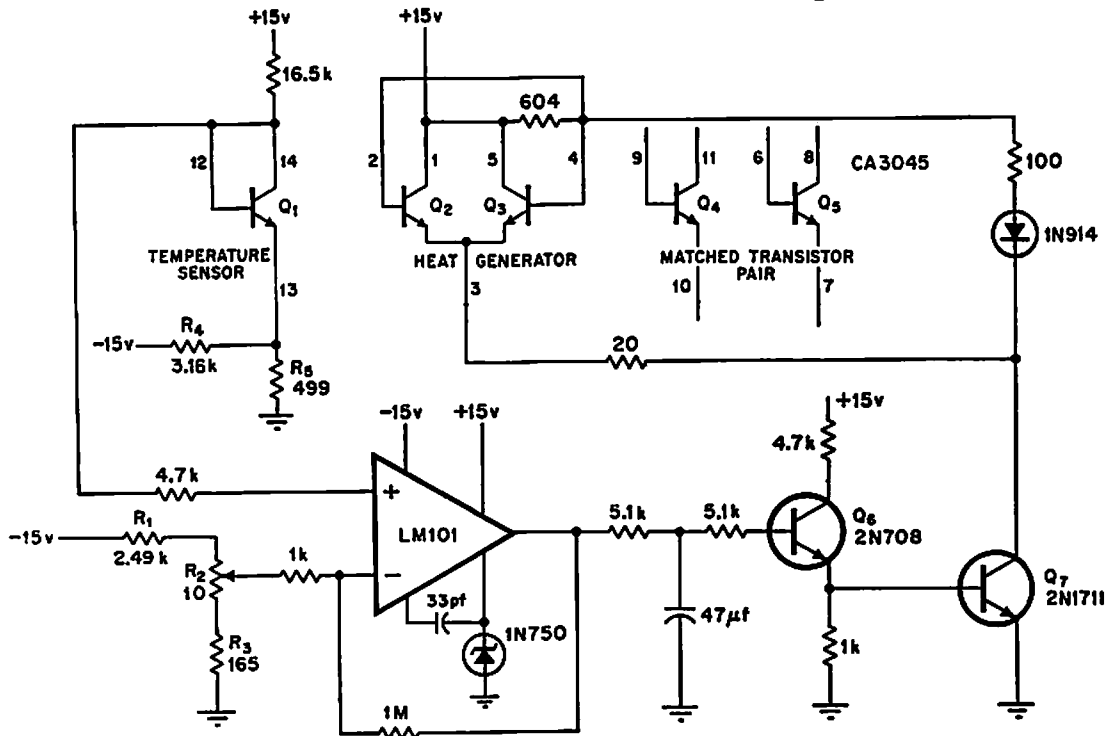 +15v
16.5k
12
14
Q1
TEMPERATURE
SENSOR
13
R4
-15v
3.16k
R5
499
+15v
604
2
1
5
4
Q2
Q3
HEAT GENERATOR
3
9
11
6
8
CA3045
Q4
Q5
MATCHED TRANSISTOR
PAIR
10
7
100
1N914
20
-15v
+15v
4.7k
+
LM101
-
R1
-15v
2.49k
R2
10
1k
R3
165
33pf
1N750
1M
5.1k
5.1k
47μf
+15v
4.7k
Q6
2N708
1k
Q7
2N1711